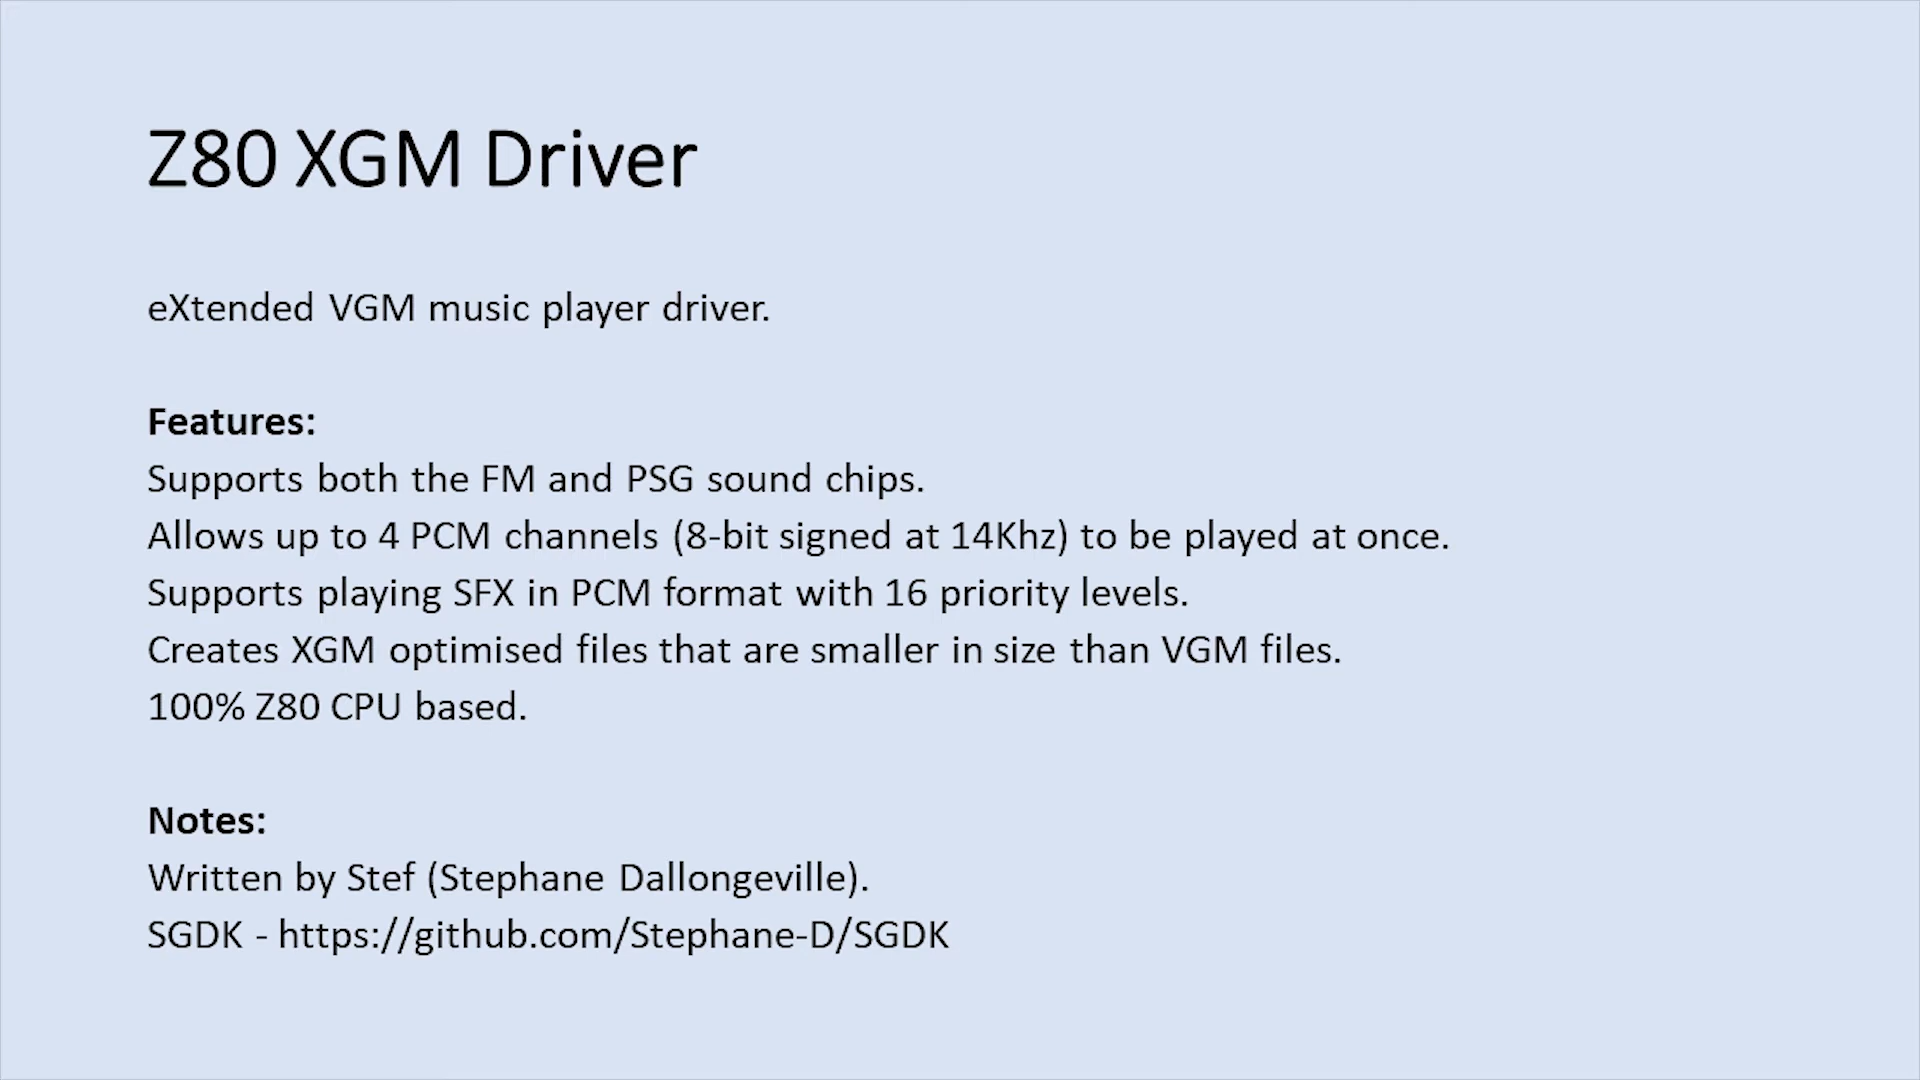 Z80 XGM Driver
eXtended VGM music player driver.
Features:
Supports both the FM and PSG sound chips.
Allows up to 4 PCM channels (8-bit signed at 14Khz) to be played at once.
Supports playing SFX in PCM format with 16 priority levels.
Creates XGM optimised files that are smaller in size than VGM files.
100% Z80 CPU based.
Notes:
Written by Stef (Stephane Dallongeville).
SGDK - https://github.com/Stephane-D/SGDK